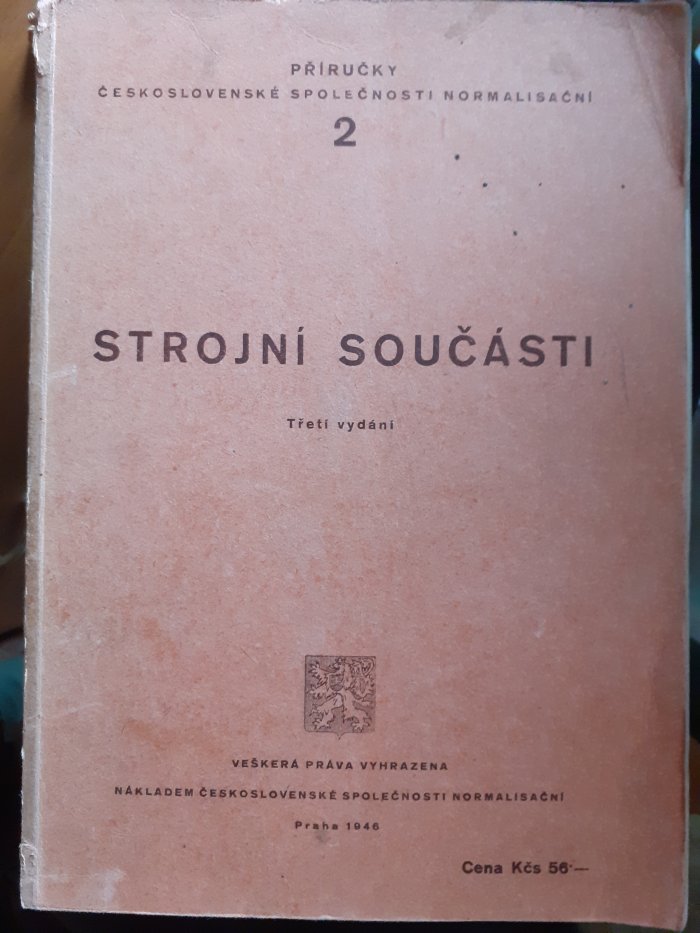 PŘÍRUČKY
ČESKOSLOVENSKÉ SPOLEČNOSTI NORMALISAČNÍ
2
STROJNÍ SOUČÁSTI
Třetí vydání
VEŠKERÁ PRÁVA VYHRAZENA
NÁKLADEM ČESKOSLOVENSKÉ SPOLEČNOSTI NORMALISAČNÍ
Praha 1946
Cena Kčs 56·—